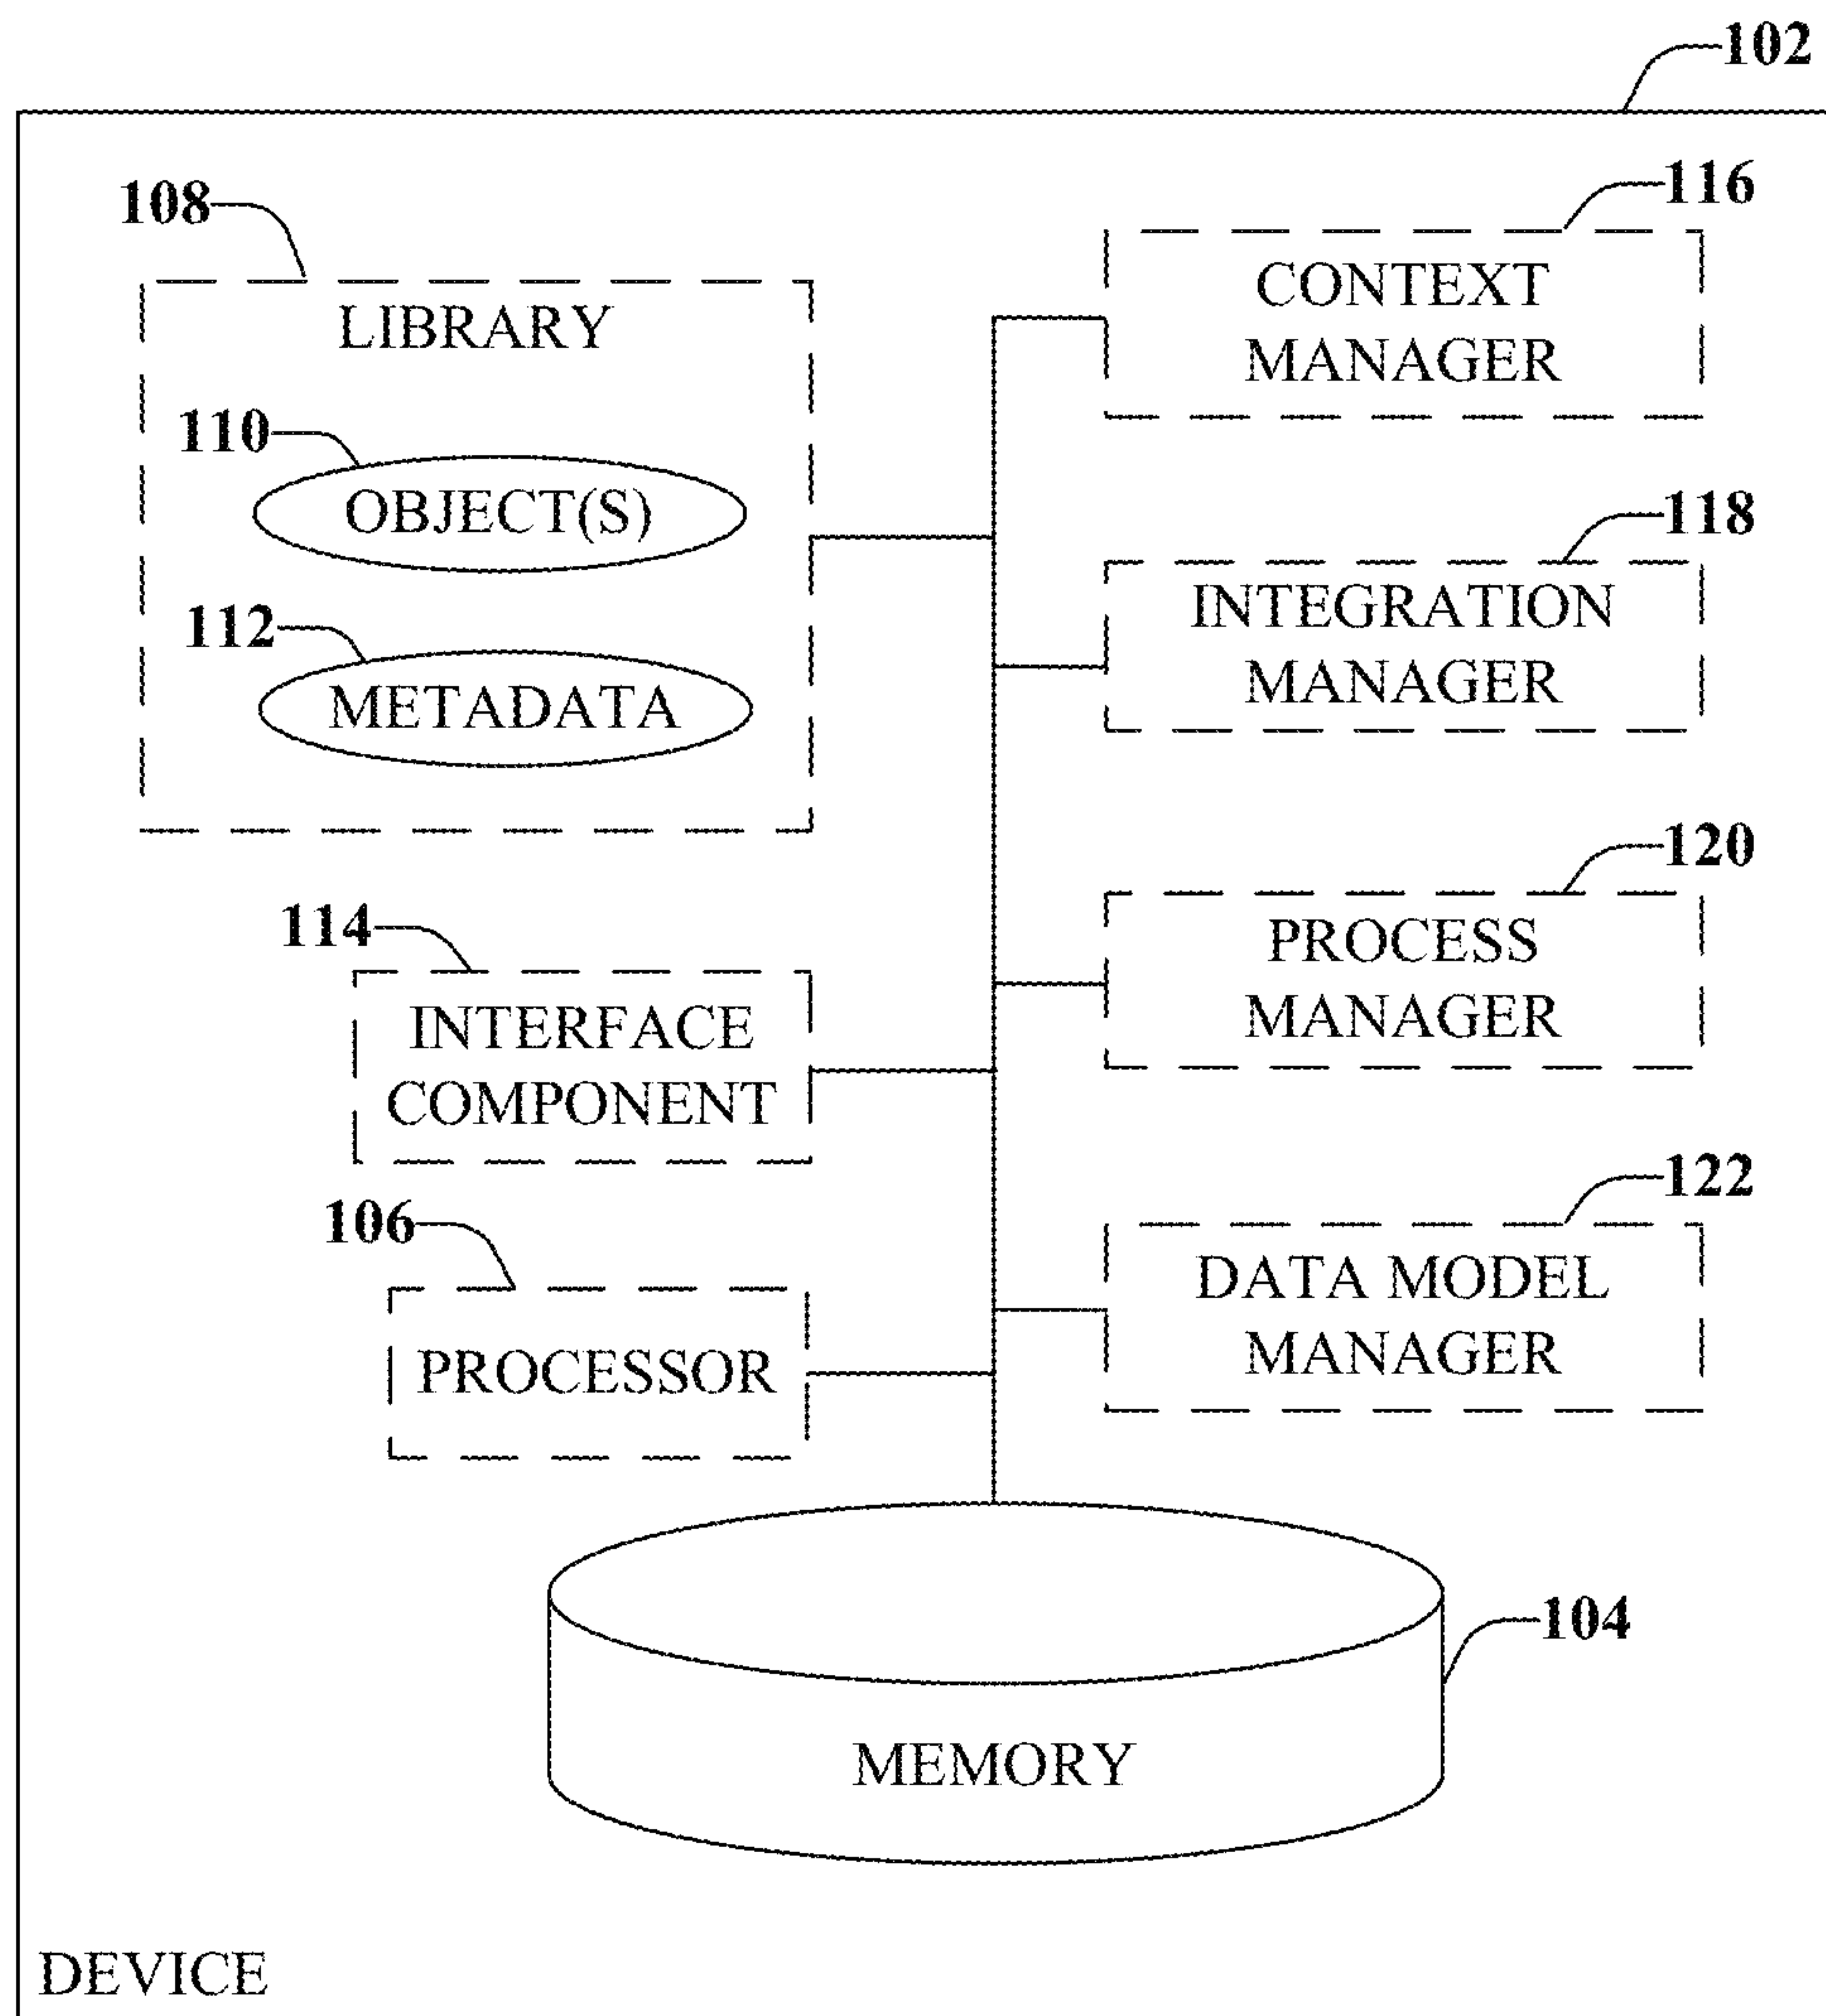 102
108
LIBRARY
110
OBJECT(S)
112
METADATA
116
CONTEXT
MANAGER
118
INTEGRATION
MANAGER
120
PROCESS
MANAGER
114
INTERFACE
COMPONENT
122
DATA MODEL
MANAGER
106
PROCESSOR
104
MEMORY
DEVICE